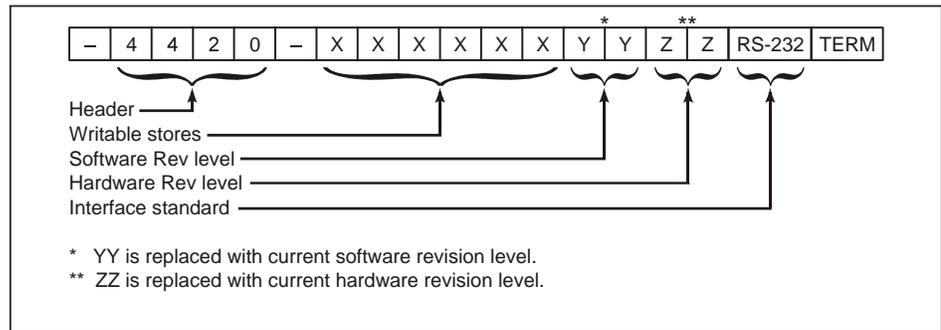 * **
– 4 4 2 0 – X X X X X X Y Y Z Z RS-232 TERM
Header
Writable stores
Software Rev level
Hardware Rev level
Interface standard
* YY is replaced with current software revision level.
** ZZ is replaced with current hardware revision level.